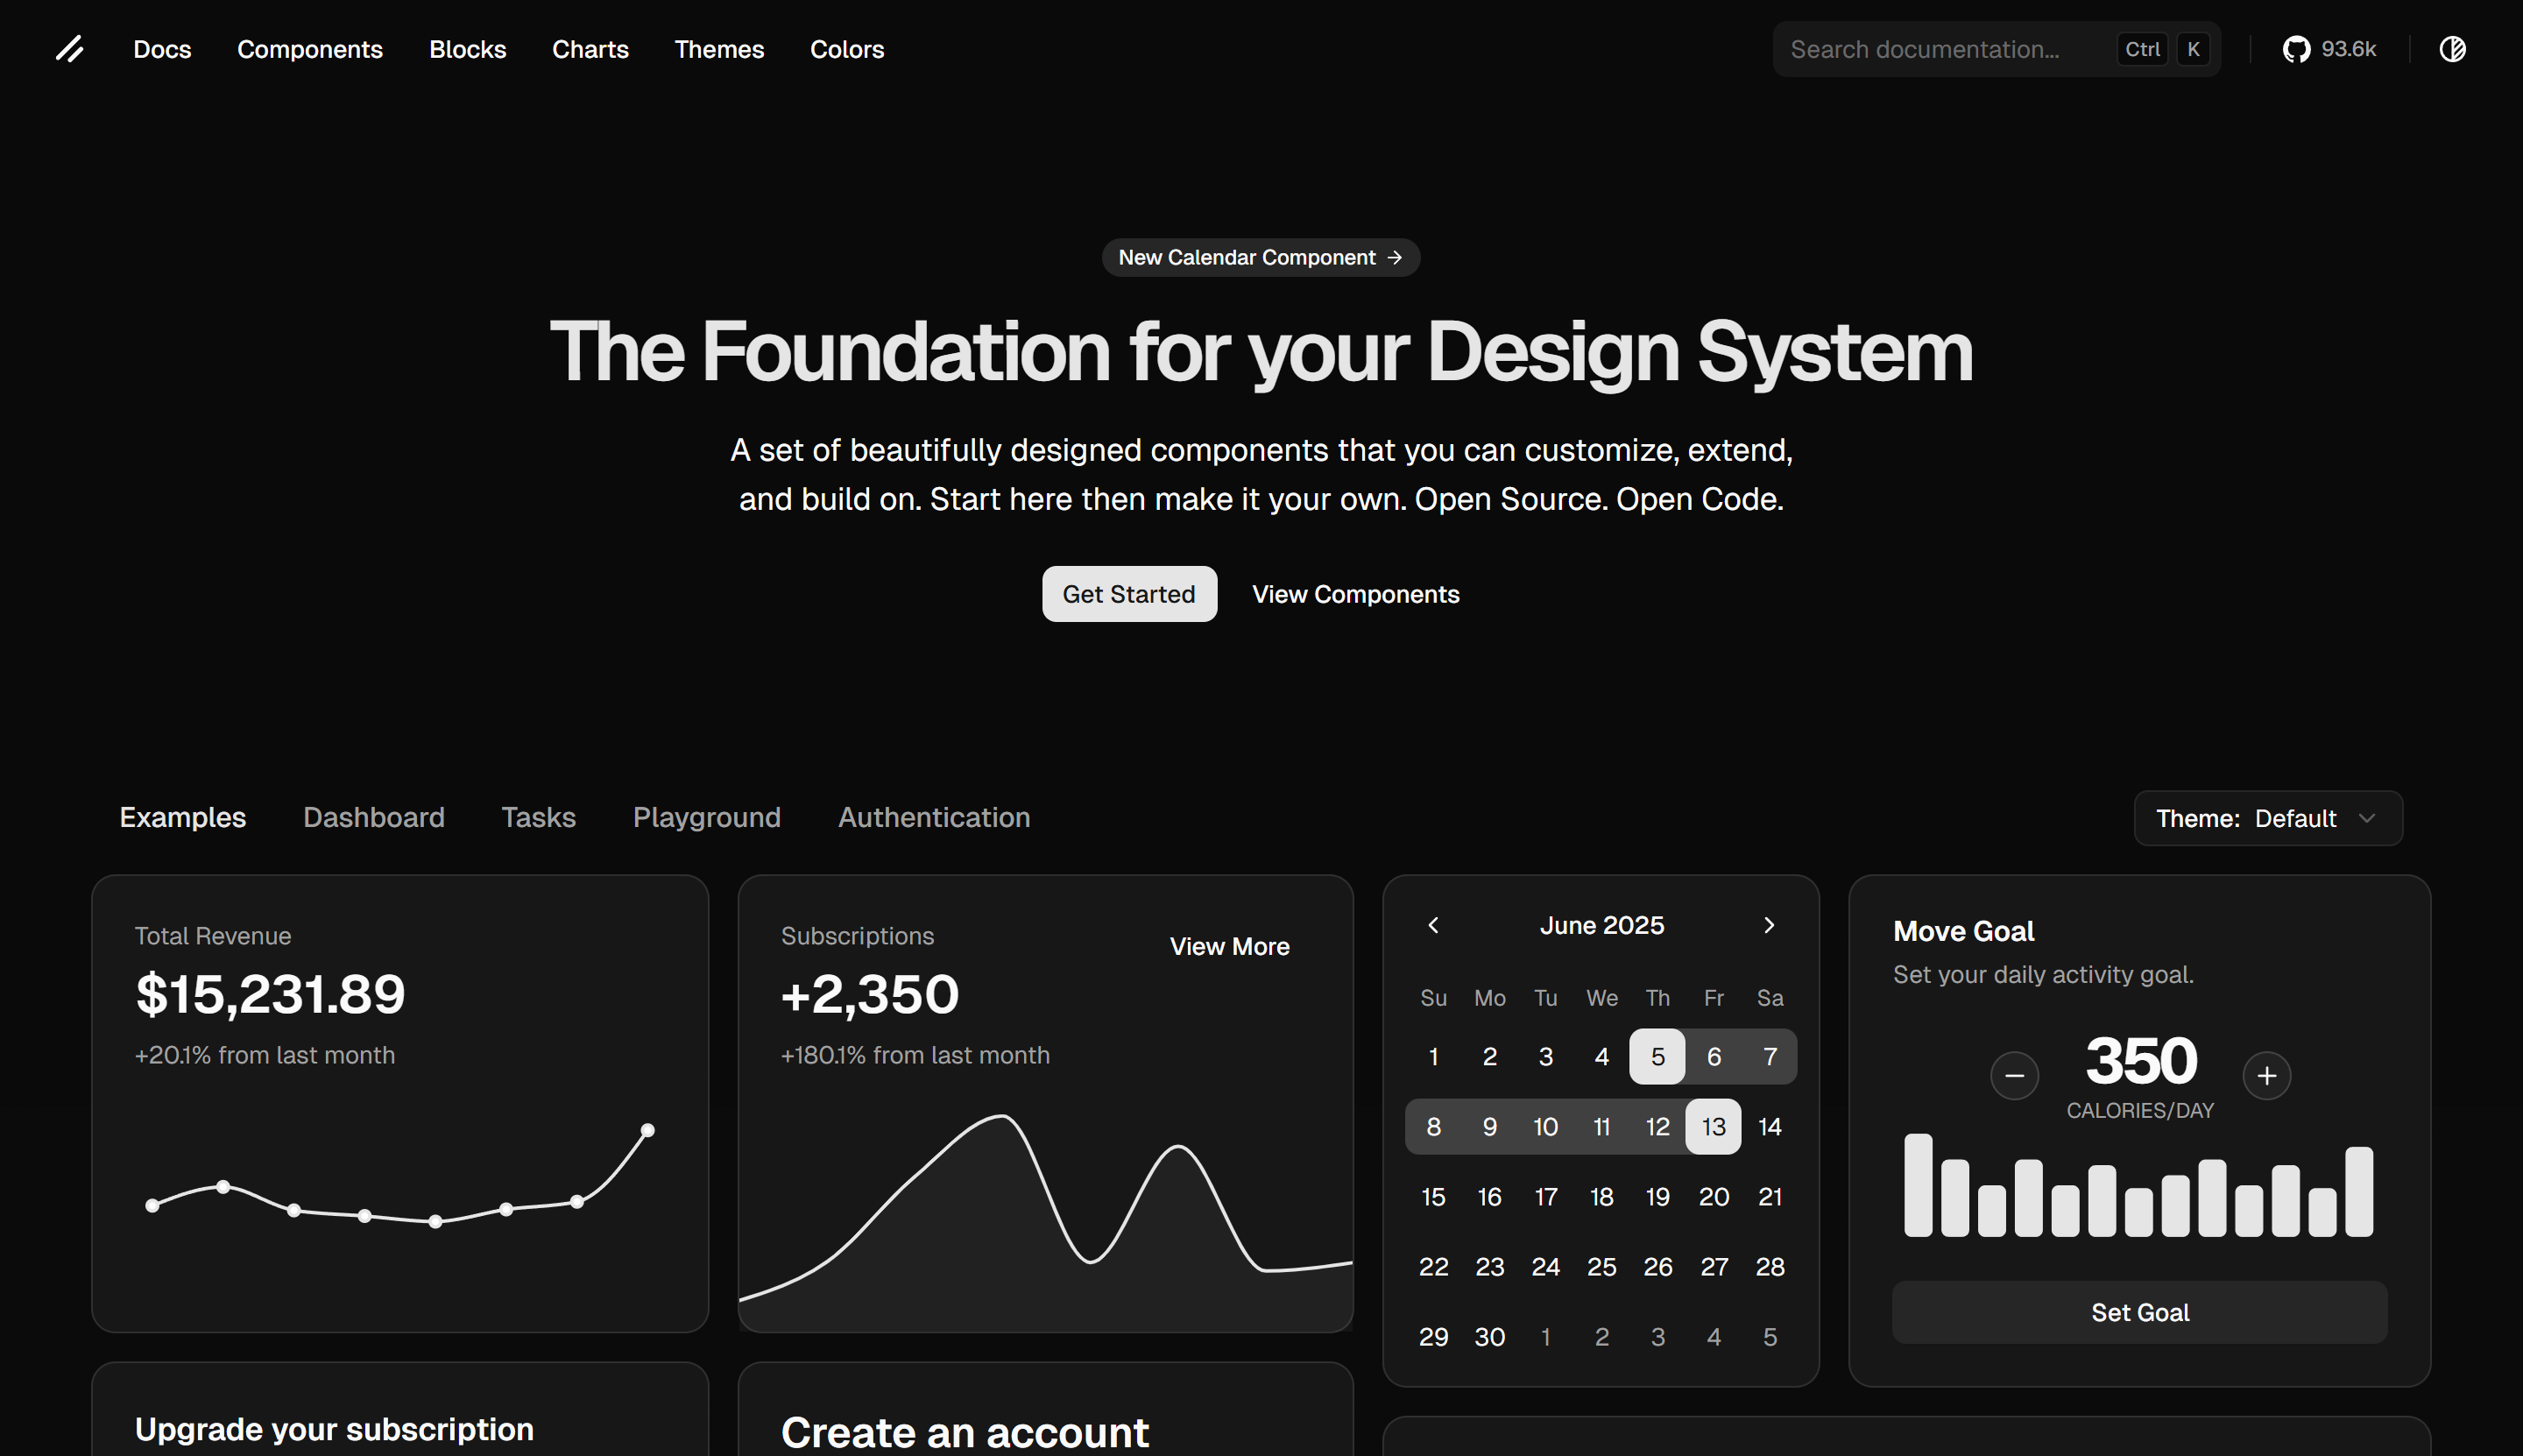 Docs Components Blocks Charts Themes Colors
Search documentation... Ctrl K
93.6k
New Calendar Component
The Foundation for your Design System
A set of beautifully designed components that you can customize, extend,
and build on. Start here then make it your own. Open Source. Open Code.
Get Started View Components
Examples Dashboard Tasks Playground Authentication
Theme: Default
Total Revenue
$15,231.89
+20.1% from last month
Subscriptions
View More
+2,350
+180.1% from last month
June 2025
Su Mo Tu We Th Fr Sa
1 2 3 4 5 6 7
8 9 10 11 12 13 14
15 16 17 18 19 20 21
22 23 24 25 26 27 28
29 30 1 2 3 4 5
Move Goal
Set your daily activity goal.
350
CALORIES/DAY
Set Goal
Upgrade your subscription
Create an account